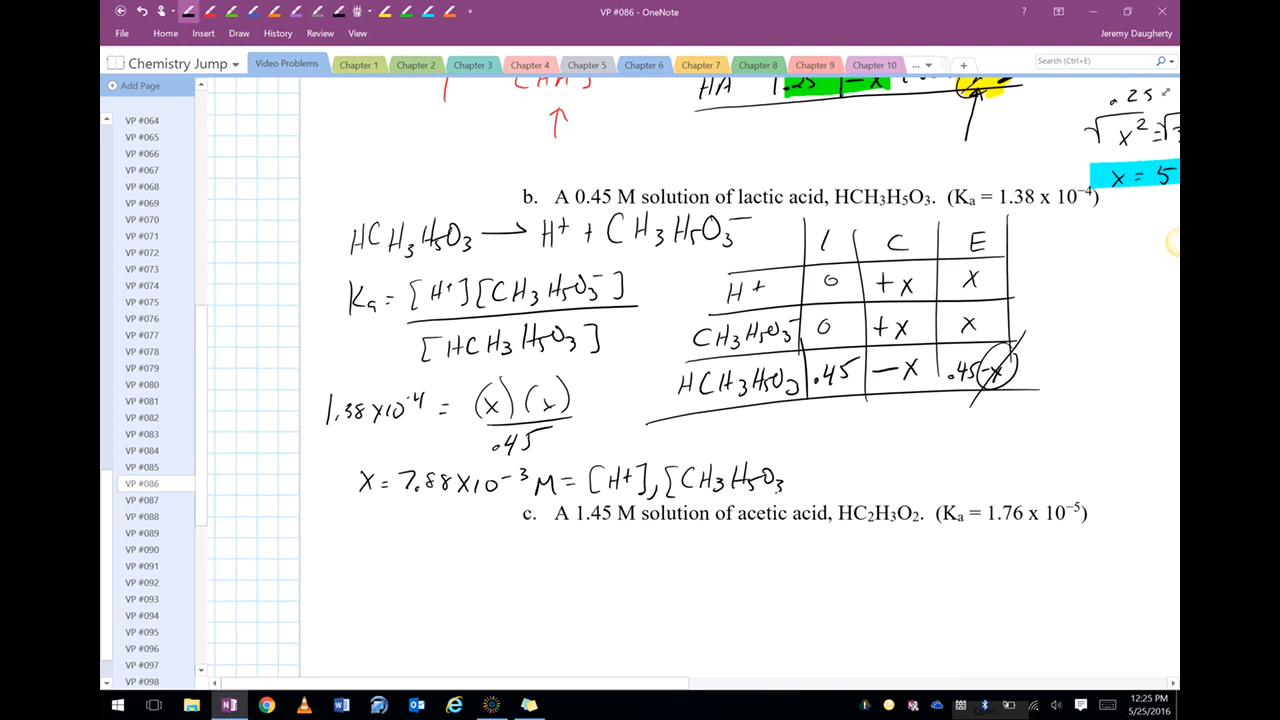 VP #086 - OneNote
?
File Home Insert Draw History Review View
Jeremy Daugherty
Chemistry Jump
Video Problems Chapter 1 Chapter 2 Chapter 3 Chapter 4 Chapter 5 Chapter 6 Chapter 7 Chapter 8 Chapter 9 Chapter 10 ... +
Search (Ctrl+E)
Add Page
VP #064
VP #065
VP #066
VP #067
VP #068
VP #069
VP #070
VP #071
VP #072
VP #073
VP #074
VP #075
VP #076
VP #077
VP #078
VP #079
VP #080
VP #081
VP #082
VP #083
VP #084
VP #085
VP #086
VP #087
VP #088
VP #089
VP #090
VP #091
VP #092
VP #093
VP #094
VP #095
VP #096
VP #097
VP #098
HA 1.25 -x
.25
√x² = √
x = 5
b. A 0.45 M solution of lactic acid, HCH₃H₅O₃. (Kₐ = 1.38 x 10⁻⁴)
HCH₃H₅O₃ → H⁺ + CH₃H₅O₃⁻
Ka = [H⁺][CH₃H₅O₃⁻]
[HCH₃H₅O₃]
I C E
H⁺ 0 +x x
CH₃H₅O₃⁻ 0 +x x
HCH₃H₅O₃ .45 -x .45-x
1.38x10⁻⁴ = (x)(x)
.45
x = 7.88x10⁻³ M = [H⁺], [CH₃H₅O₃
c. A 1.45 M solution of acetic acid, HC₂H₃O₂. (Kₐ = 1.76 x 10⁻⁵)
12:25 PM
5/25/2016